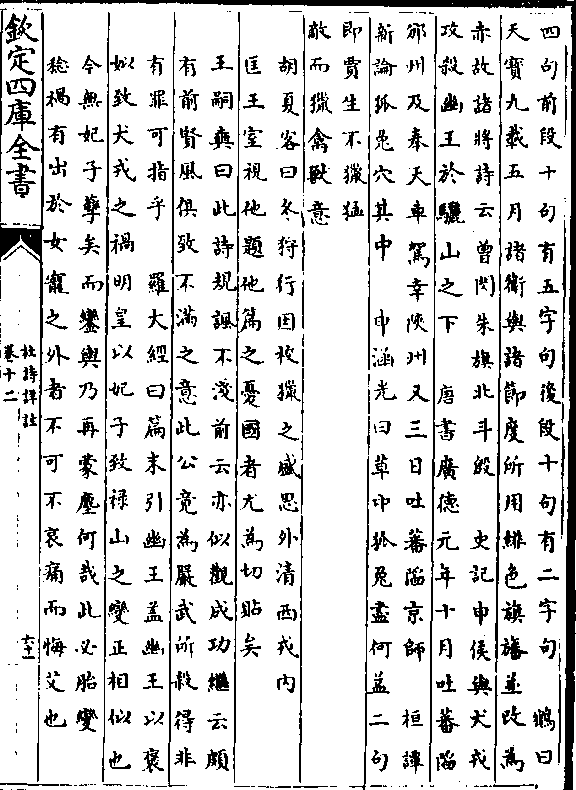 四句前段十句有五字句後段十句有二字句　鶴曰
天寶九載五月諸衛與諸節度所用緋色旗旛並改為
赤故諸將詩云曾閃朱旗北斗殷　史記申侯與犬戎
攻殺幽王於驪山之下　唐書廣德元年十月吐蕃陷
邠州及奉天車駕幸陜州又三日吐蕃陷京師　桓譚
新論狐兎穴其中　申涵光曰草中狐兎盡何益二句
即賈生不獵猛
敵而獵禽獸意
胡夏客曰冬狩行因校獵之盛思外清西戎内
匡王室視他題他篇之憂國者尤為切貼矣
王嗣奭曰此詩規諷不淺前云亦似觀成功繼云頗
有前賢風俱致不滿之意此公竟為嚴武所殺得非
有罪可指乎　羅大經曰篇末引幽王盖幽王以褒
姒致犬戎之禍明皇以妃子致禄山之變正相似也
今無妃子孽矣而鑾輿乃再蒙塵何哉此必胎變
稔禍有出於女寵之外者不可不哀痛而悔艾也
欽定四庫全書
杜詩詳註
卷十二
六十一